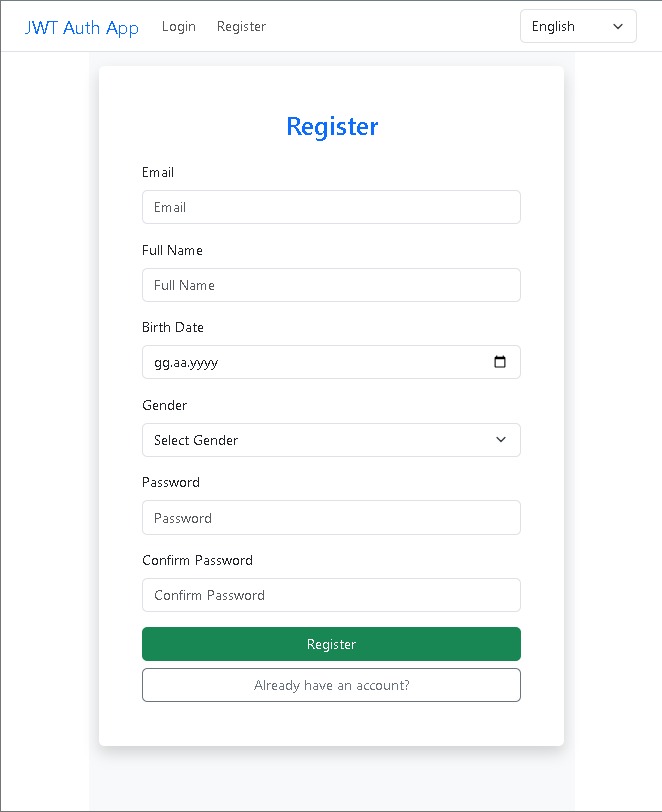 JWT Auth App Login Register English
Register
Email
Email
Full Name
Full Name
Birth Date
gg.aa.yyyy
Gender
Select Gender
Password
Password
Confirm Password
Confirm Password
Register
Already have an account?